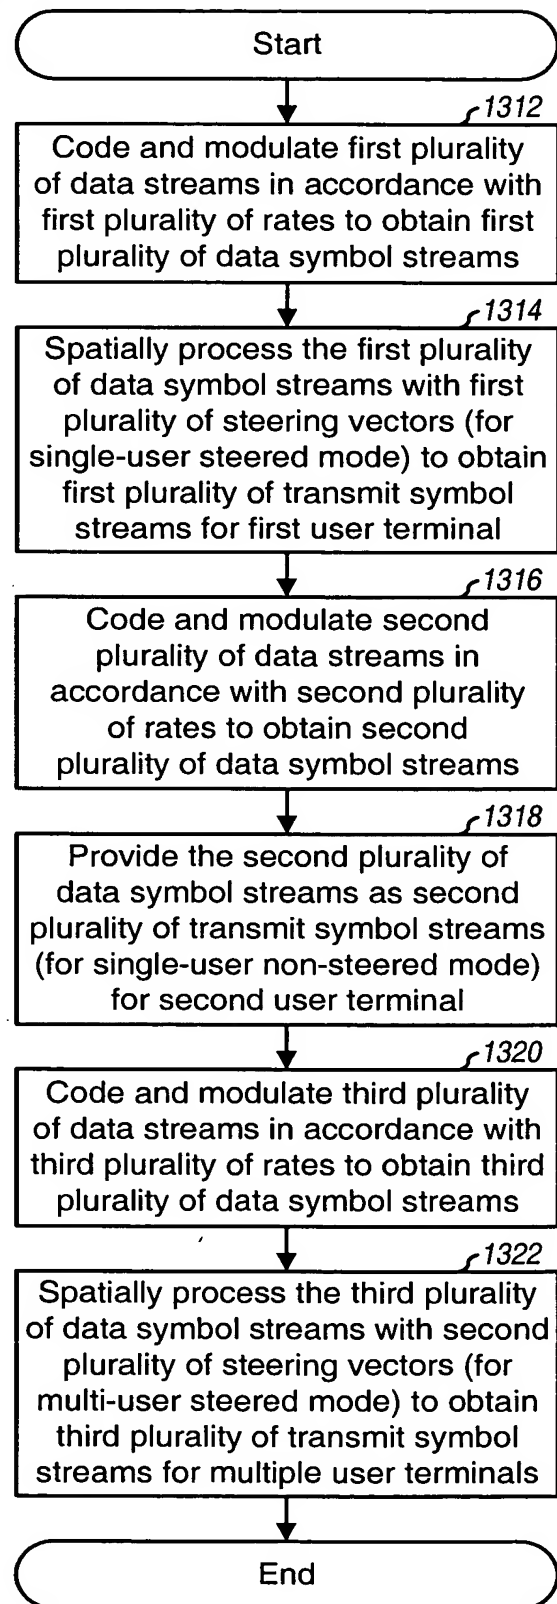 Start
1312
Code and modulate first plurality
of data streams in accordance with
first plurality of rates to obtain first
plurality of data symbol streams
1314
Spatially process the first plurality
of data symbol streams with first
plurality of steering vectors (for
single-user steered mode) to obtain
first plurality of transmit symbol
streams for first user terminal
1316
Code and modulate second
plurality of data streams in
accordance with second plurality
of rates to obtain second
plurality of data symbol streams
1318
Provide the second plurality of
data symbol streams as second
plurality of transmit symbol streams
(for single-user non-steered mode)
for second user terminal
1320
Code and modulate third plurality
of data streams in accordance with
third plurality of rates to obtain third
plurality of data symbol streams
1322
Spatially process the third plurality
of data symbol streams with second
plurality of steering vectors (for
multi-user steered mode) to obtain
third plurality of transmit symbol
streams for multiple user terminals
End